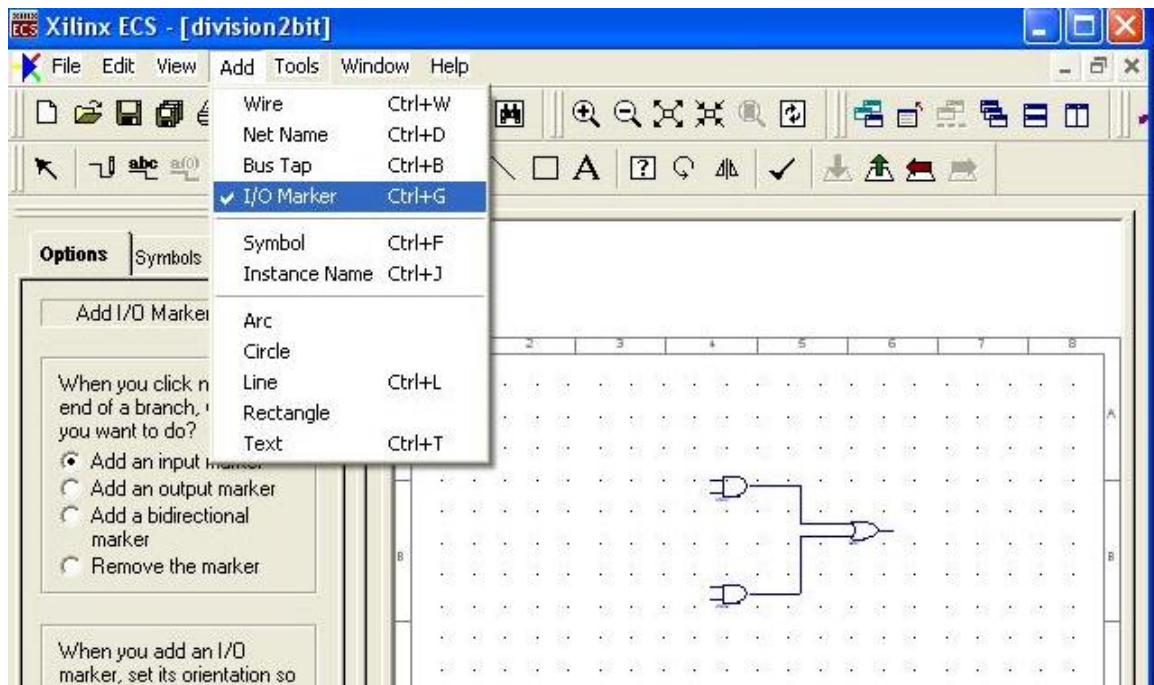 XILINX ECS Xilinx ECS - [division2bit]
File Edit View Add Tools Window Help
Wire Ctrl+W
Net Name Ctrl+D
Bus Tap Ctrl+B
I/O Marker Ctrl+G
Symbol Ctrl+F
Instance Name Ctrl+J
Arc
Circle
Line Ctrl+L
Rectangle
Text Ctrl+T
abc A ?
Options Symbols
Add I/O Marker
When you click n
end of a branch,
you want to do?
Add an input
Add an output marker
Add a bidirectional
marker
Remove the marker
When you add an I/O
marker, set its orientation so
2 3 4 5 6 7 8
A
B B